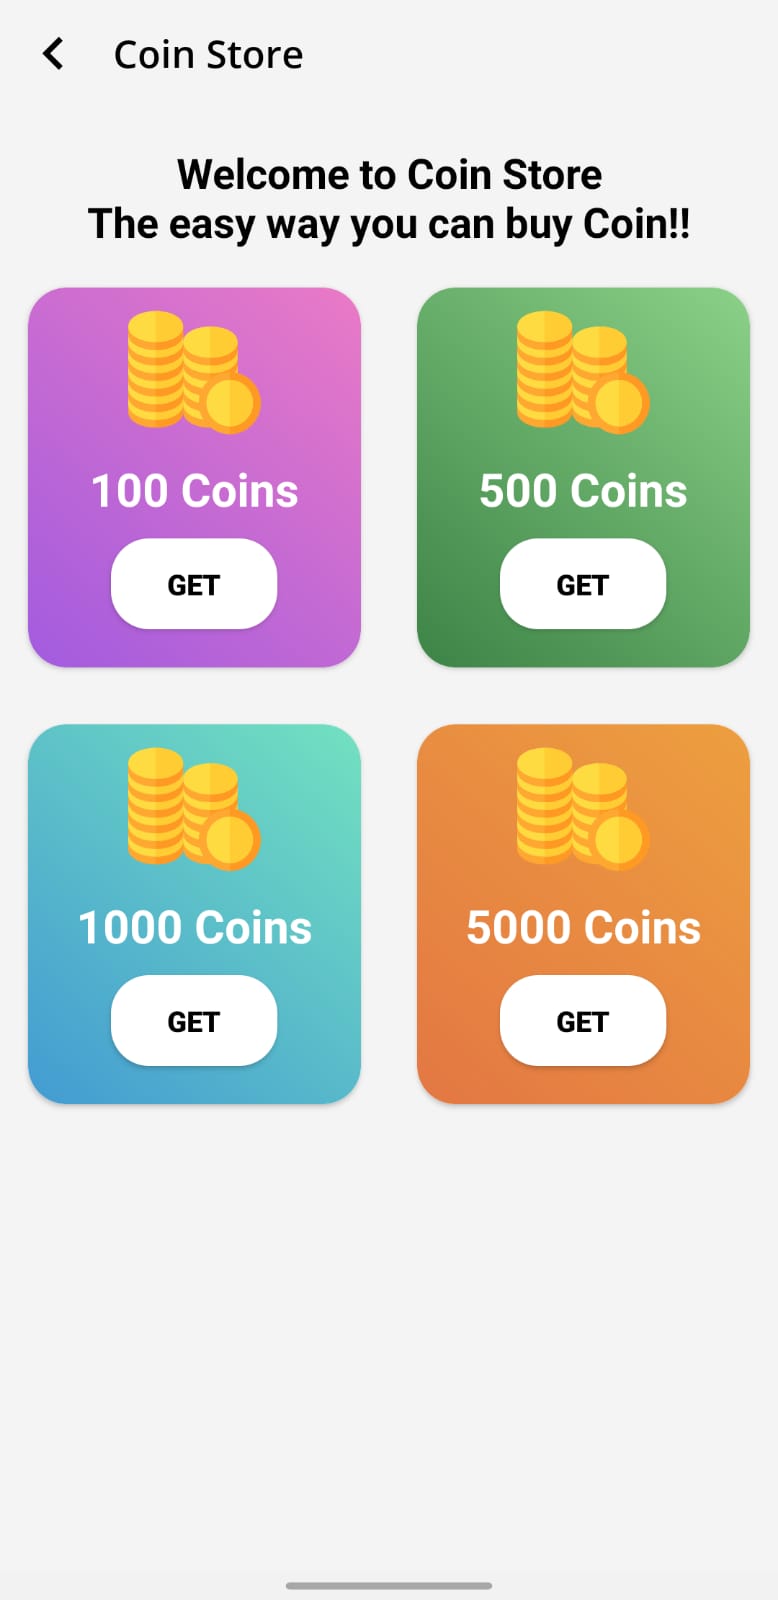 Coin Store
Welcome to Coin Store
The easy way you can buy Coin!!
100 Coins
GET
500 Coins
GET
1000 Coins
GET
5000 Coins
GET